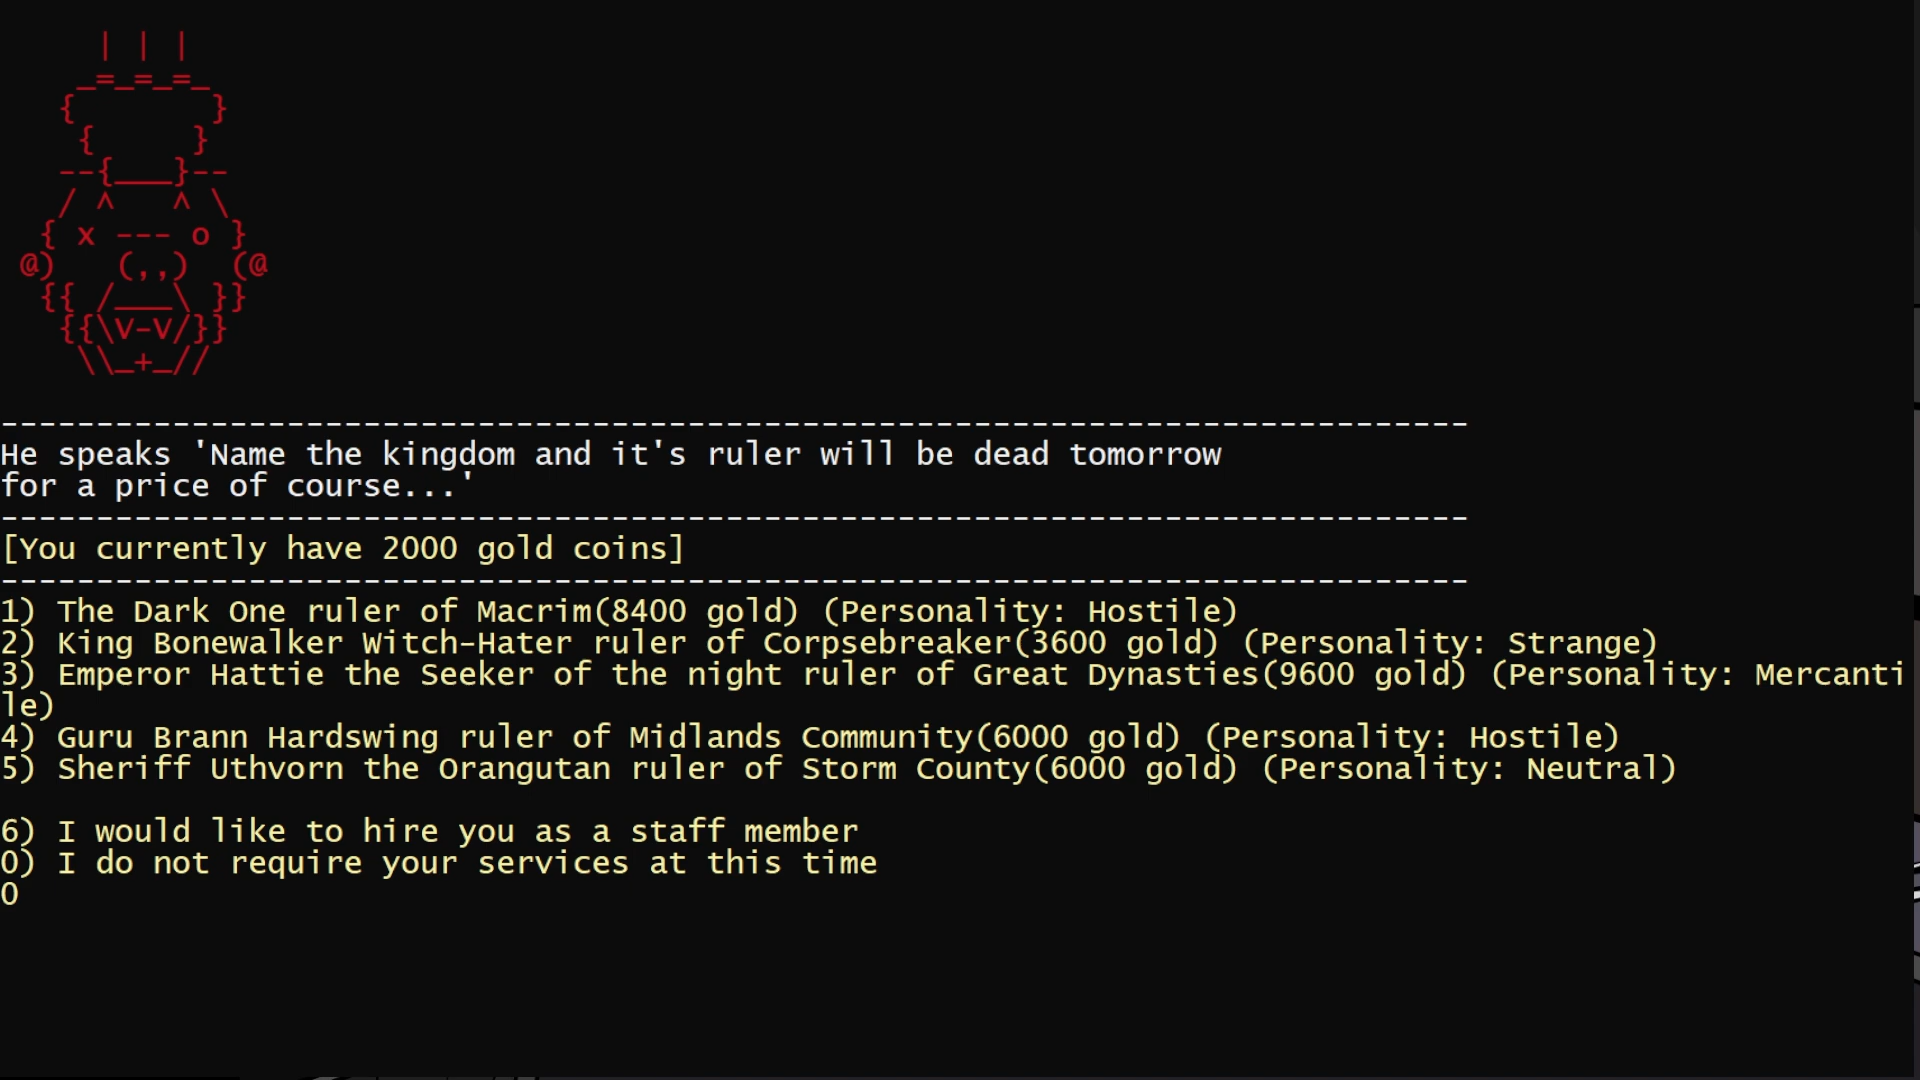 | | |
_=_=_=_
{ }
{ }
--{___}--
/ ^ ^ \
{ x --- o }
@) (,,) (@
{{ /___\ }}
{{\V-V/}}
\\_+_//
-----------------------------------------------------------------------------
He speaks 'Name the kingdom and it's ruler will be dead tomorrow
for a price of course...'
-----------------------------------------------------------------------------
[You currently have 2000 gold coins]
-----------------------------------------------------------------------------
1) The Dark One ruler of Macrim(8400 gold) (Personality: Hostile)
2) King Bonewalker Witch-Hater ruler of Corpsebreaker(3600 gold) (Personality: Strange)
3) Emperor Hattie the Seeker of the night ruler of Great Dynasties(9600 gold) (Personality: Mercanti
le)
4) Guru Brann Hardswing ruler of Midlands Community(6000 gold) (Personality: Hostile)
5) Sheriff Uthvorn the Orangutan ruler of Storm County(6000 gold) (Personality: Neutral)
6) I would like to hire you as a staff member
0) I do not require your services at this time
0